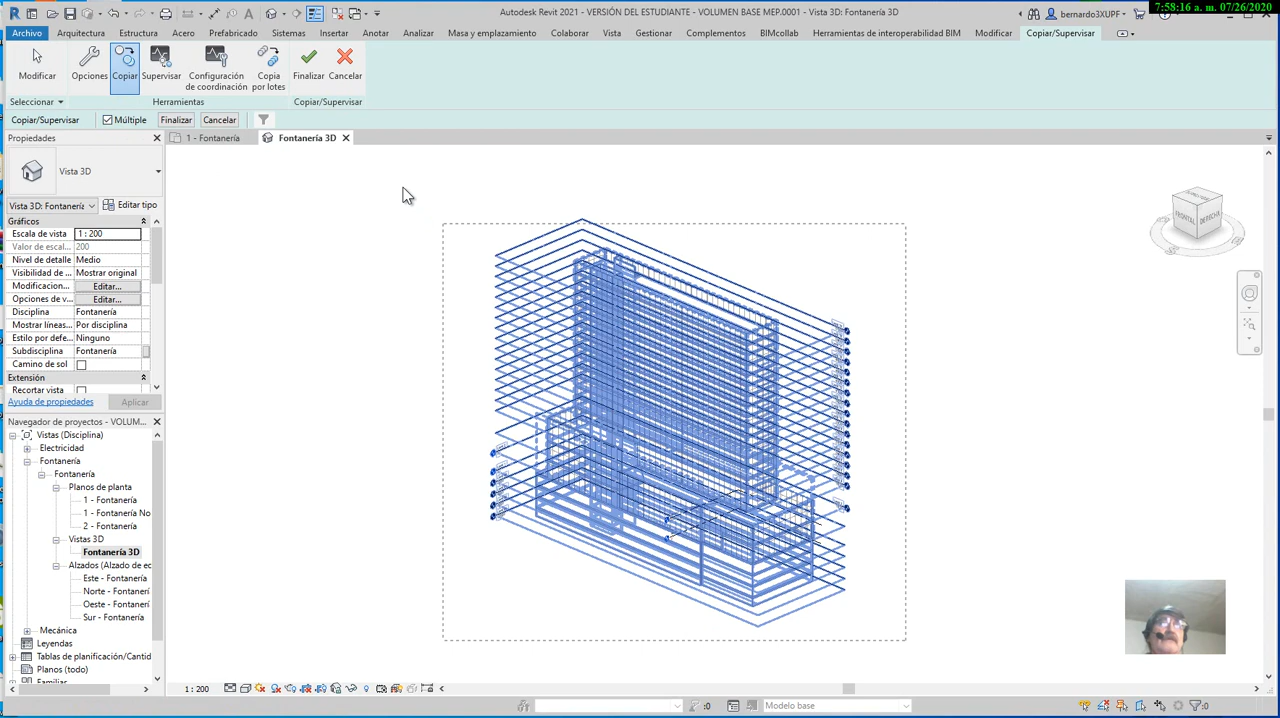 7:58:16 a. m. 07/26/2020
Autodesk Revit 2021 - VERSIÓN DEL ESTUDIANTE - VOLUMEN BASE MEP.0001 - Vista 3D: Fontanería 3D
bernardo3XUPF
Archivo Arquitectura Estructura Acero Prefabricado Sistemas Insertar Anotar Analizar Masa y emplazamiento Colaborar Vista Gestionar Complementos BIMcollab Herramientas de interoperabilidad BIM Modificar Copiar/Supervisar
Modificar Opciones Copiar Supervisar Configuración de coordinación Copia por lotes Finalizar Cancelar
Seleccionar Herramientas Copiar/Supervisar
Copiar/Supervisar Múltiple Finalizar Cancelar
Propiedades
1 - Fontanería Fontanería 3D
Vista 3D
Vista 3D: Fontanería Editar tipo
Gráficos
Escala de vista 1 : 200
Valor de escal... 200
Nivel de detalle Medio
Visibilidad de ... Mostrar original
Modificacion... Editar...
Opciones de v... Editar...
Disciplina Fontanería
Mostrar líneas... Por disciplina
Estilo por defe... Ninguno
Subdisciplina Fontanería
Camino de sol
Extensión
Recortar vista
Ayuda de propiedades Aplicar
Navegador de proyectos - VOLUM...
Vistas (Disciplina)
Electricidad
Fontanería
Fontanería
Planos de planta
1 - Fontanería
1 - Fontanería No
2 - Fontanería
Vistas 3D
Fontanería 3D
Alzados (Alzado de ed
Este - Fontanería
Norte - Fontanerí
Oeste - Fontanerí
Sur - Fontanería
Mecánica
Leyendas
Tablas de planificación/Cantid
Planos (todo)
Familias
FRONTAL DERECHA
1 : 200
:0 Modelo base :0